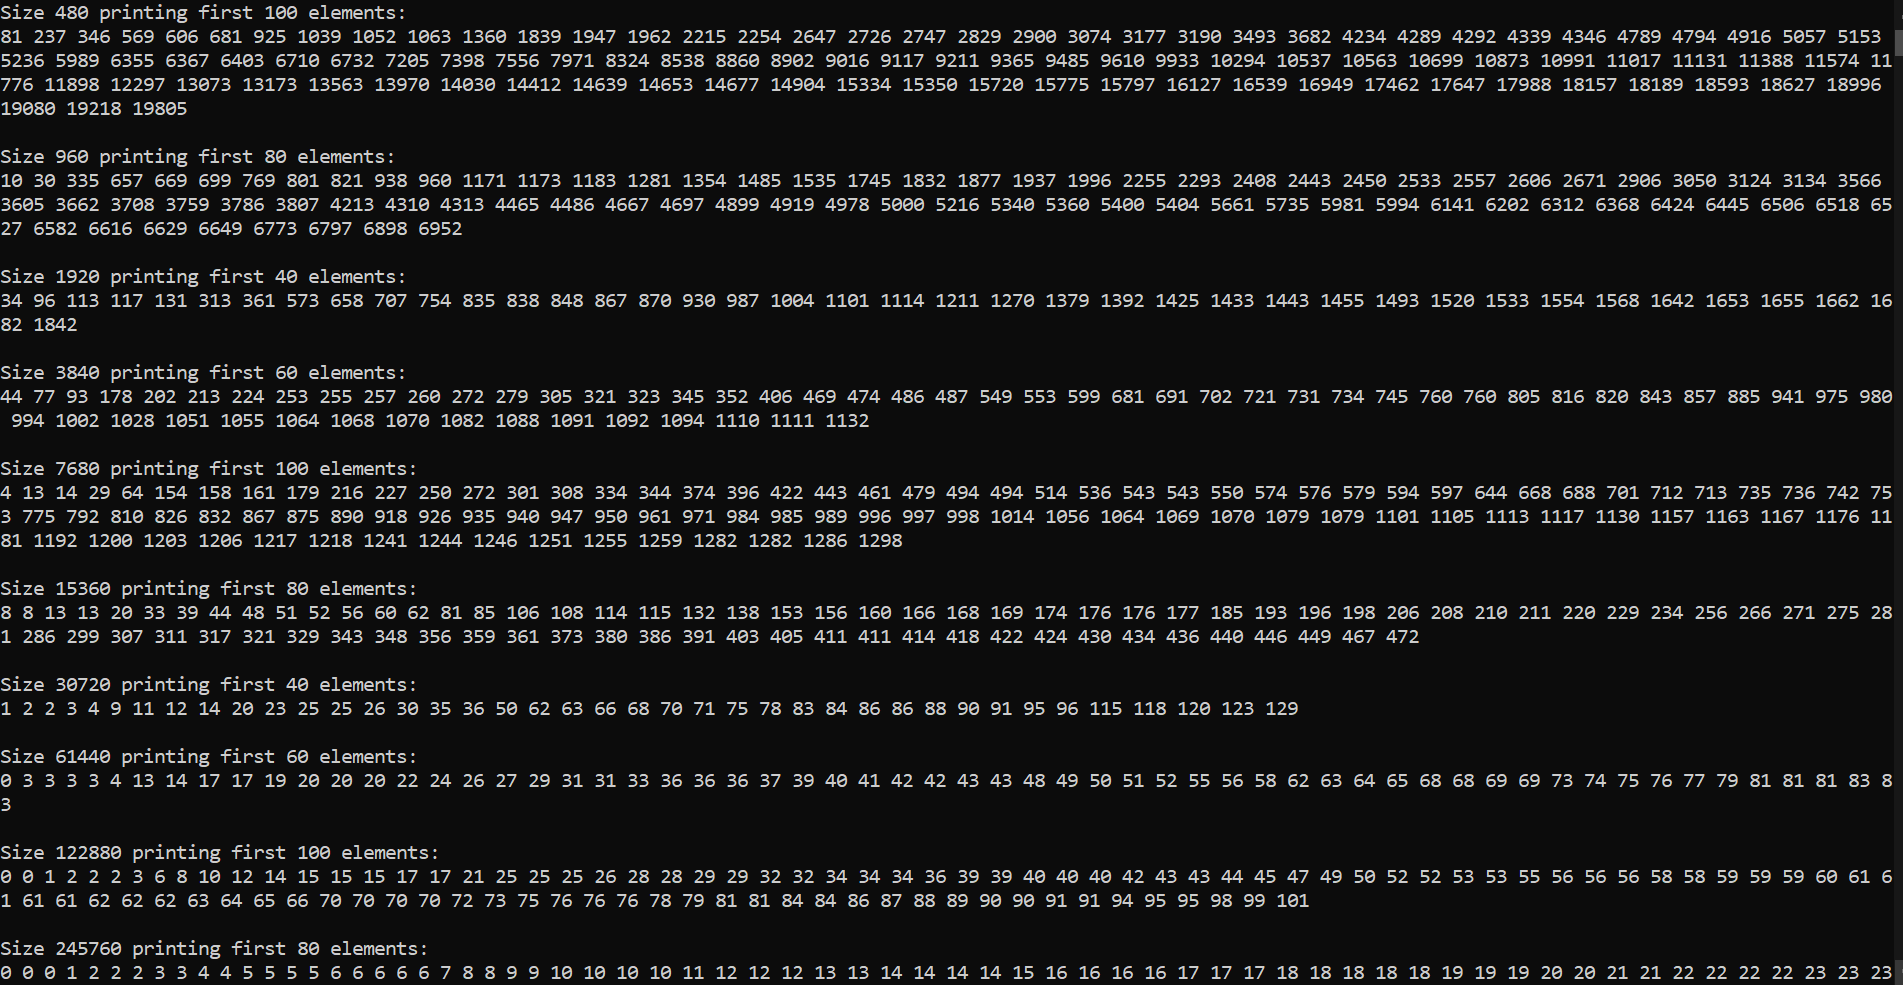 Size 480 printing first 100 elements:
81 237 346 569 606 681 925 1039 1052 1063 1360 1839 1947 1962 2215 2254 2647 2726 2747 2829 2900 3074 3177 3190 3493 3682 4234 4289 4292 4339 4346 4789 4794 4916 5057 5153
5236 5989 6355 6367 6403 6710 6732 7205 7398 7556 7971 8324 8538 8860 8902 9016 9117 9211 9365 9485 9610 9933 10294 10537 10563 10699 10873 10991 11017 11131 11388 11574 11
776 11898 12297 13073 13173 13563 13970 14030 14412 14639 14653 14677 14904 15334 15350 15720 15775 15797 16127 16539 16949 17462 17647 17988 18157 18189 18593 18627 18996
19080 19218 19805
Size 960 printing first 80 elements:
10 30 335 657 669 699 769 801 821 938 960 1171 1173 1183 1281 1354 1485 1535 1745 1832 1877 1937 1996 2255 2293 2408 2443 2450 2533 2557 2606 2671 2906 3050 3124 3134 3566
3605 3662 3708 3759 3786 3807 4213 4310 4313 4465 4486 4667 4697 4899 4919 4978 5000 5216 5340 5360 5400 5404 5661 5735 5981 5994 6141 6202 6312 6368 6424 6445 6506 6518 65
27 6582 6616 6629 6649 6773 6797 6898 6952
Size 1920 printing first 40 elements:
34 96 113 117 131 313 361 573 658 707 754 835 838 848 867 870 930 987 1004 1101 1114 1211 1270 1379 1392 1425 1433 1443 1455 1493 1520 1533 1554 1568 1642 1653 1655 1662 16
82 1842
Size 3840 printing first 60 elements:
44 77 93 178 202 213 224 253 255 257 260 272 279 305 321 323 345 352 406 469 474 486 487 549 553 599 681 691 702 721 731 734 745 760 760 805 816 820 843 857 885 941 975 980
994 1002 1028 1051 1055 1064 1068 1070 1082 1088 1091 1092 1094 1110 1111 1132
Size 7680 printing first 100 elements:
4 13 14 29 64 154 158 161 179 216 227 250 272 301 308 334 344 374 396 422 443 461 479 494 494 514 536 543 543 550 574 576 579 594 597 644 668 688 701 712 713 735 736 742 75
3 775 792 810 826 832 867 875 890 918 926 935 940 947 950 961 971 984 985 989 996 997 998 1014 1056 1064 1069 1070 1079 1079 1101 1105 1113 1117 1130 1157 1163 1167 1176 11
81 1192 1200 1203 1206 1217 1218 1241 1244 1246 1251 1255 1259 1282 1282 1286 1298
Size 15360 printing first 80 elements:
8 8 13 13 20 33 39 44 48 51 52 56 60 62 81 85 106 108 114 115 132 138 153 156 160 166 168 169 174 176 176 177 185 193 196 198 206 208 210 211 220 229 234 256 266 271 275 28
1 286 299 307 311 317 321 329 343 348 356 359 361 373 380 386 391 403 405 411 411 414 418 422 424 430 434 436 440 446 449 467 472
Size 30720 printing first 40 elements:
1 2 2 3 4 9 11 12 14 20 23 25 25 26 30 35 36 50 62 63 66 68 70 71 75 78 83 84 86 86 88 90 91 95 96 115 118 120 123 129
Size 61440 printing first 60 elements:
0 3 3 3 3 4 13 14 17 17 19 20 20 20 22 24 26 27 29 31 31 33 36 36 36 37 39 40 41 42 42 43 43 48 49 50 51 52 55 56 58 62 63 64 65 68 68 69 69 73 74 75 76 77 79 81 81 81 83 8
3
Size 122880 printing first 100 elements:
0 0 1 2 2 2 3 6 8 10 12 14 15 15 15 17 17 21 25 25 25 26 28 28 29 29 32 32 34 34 34 36 39 39 40 40 40 42 43 43 44 45 47 49 50 52 52 53 53 55 56 56 56 58 58 59 59 59 60 61 6
1 61 61 62 62 62 63 64 65 66 70 70 70 70 72 73 75 76 76 76 78 79 81 81 84 84 86 87 88 89 90 90 91 91 94 95 95 98 99 101
Size 245760 printing first 80 elements:
0 0 0 1 2 2 2 3 3 4 4 5 5 5 5 6 6 6 6 6 7 8 8 9 9 10 10 10 10 11 12 12 12 13 13 14 14 14 14 15 16 16 16 16 17 17 17 18 18 18 18 18 19 19 19 20 20 21 21 22 22 22 22 23 23 23